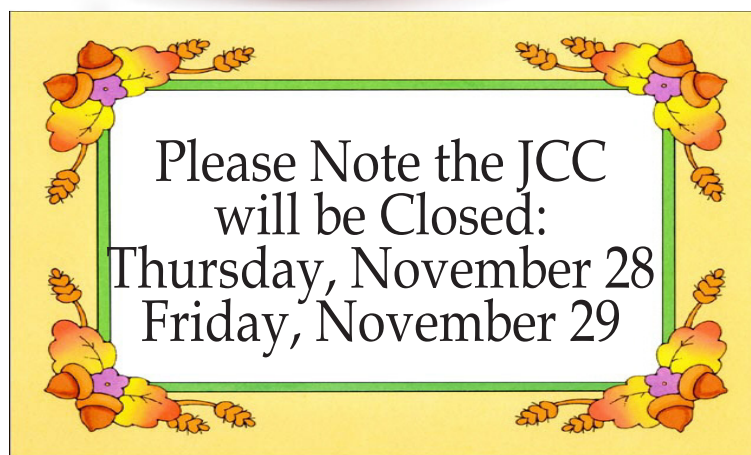 Please Note the JCC
will be Closed:
Thursday, November 28
Friday, November 29